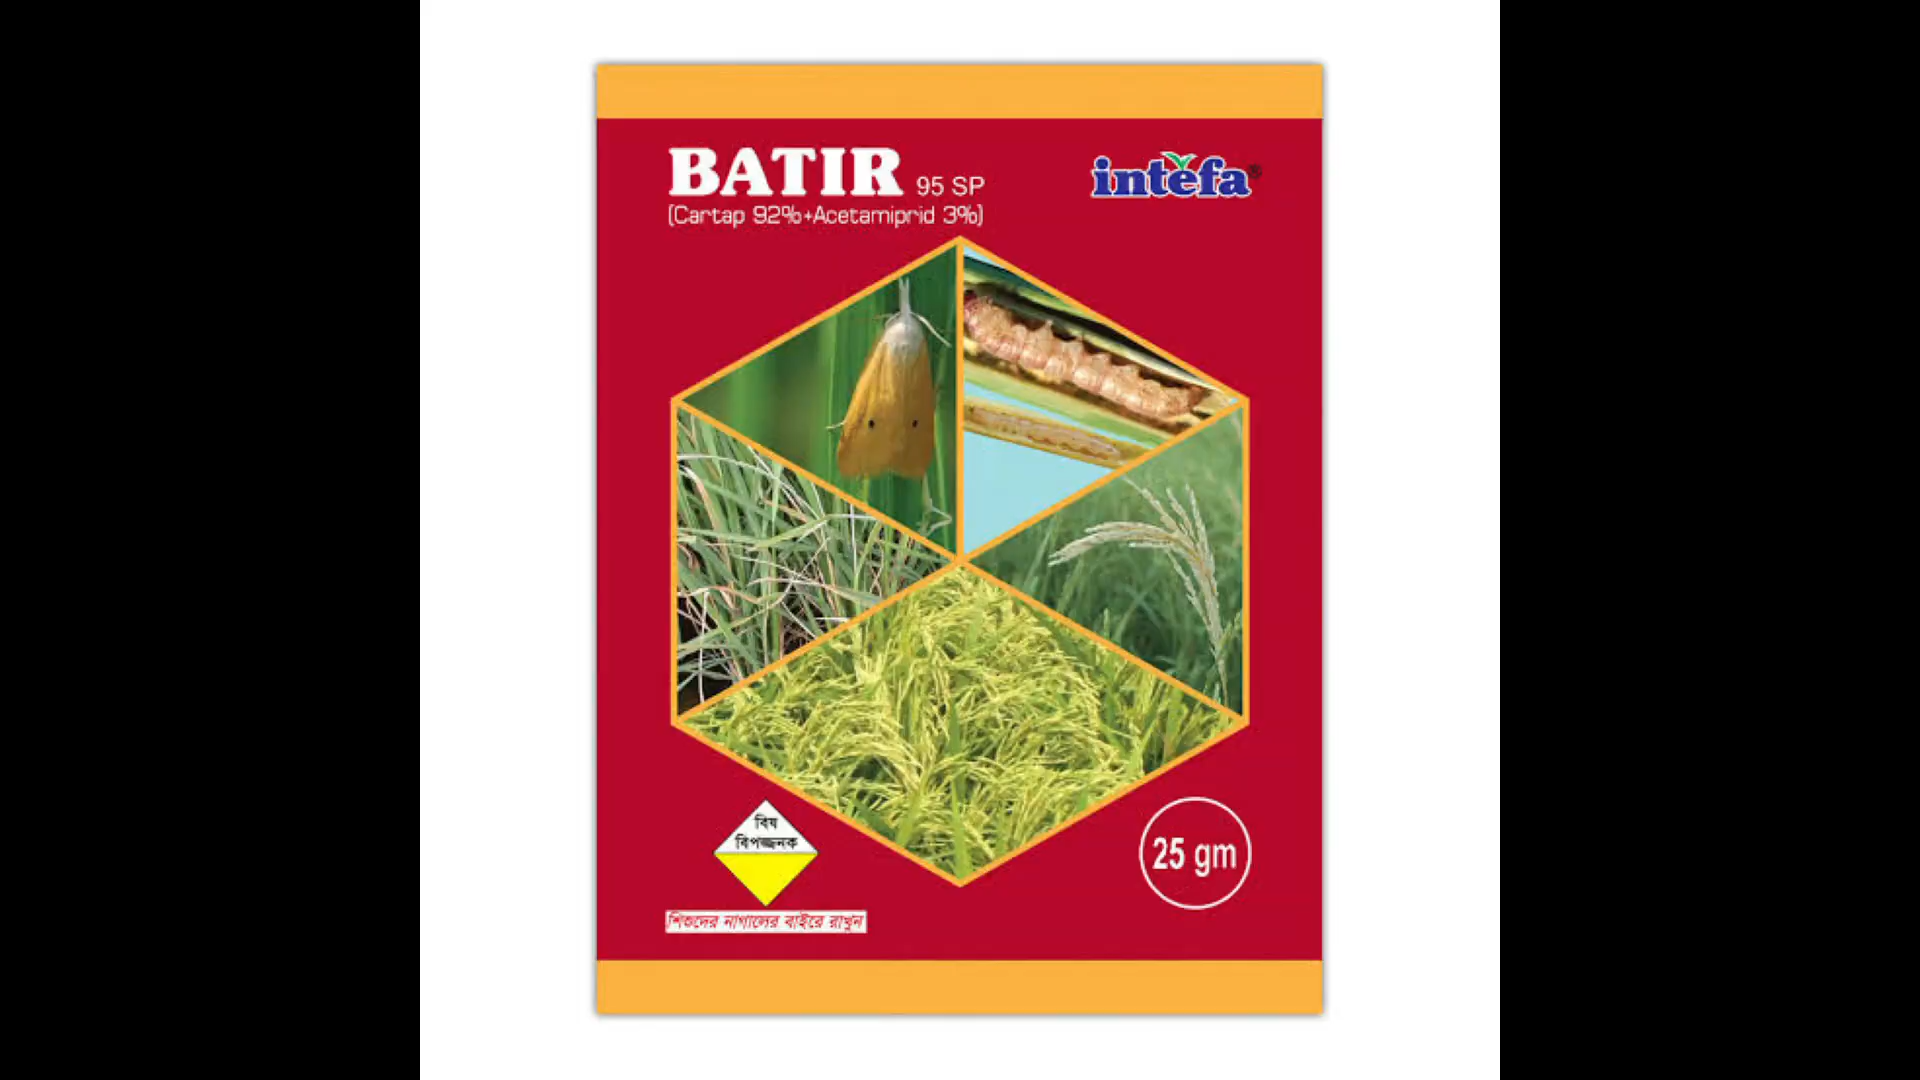 BATIR 95 SP
intefa®
(Cartap 92%+Acetamiprid 3%)
বিষ
বিপজ্জনক
25 gm
শিশুদের নাগালের বাইরে রাখুন